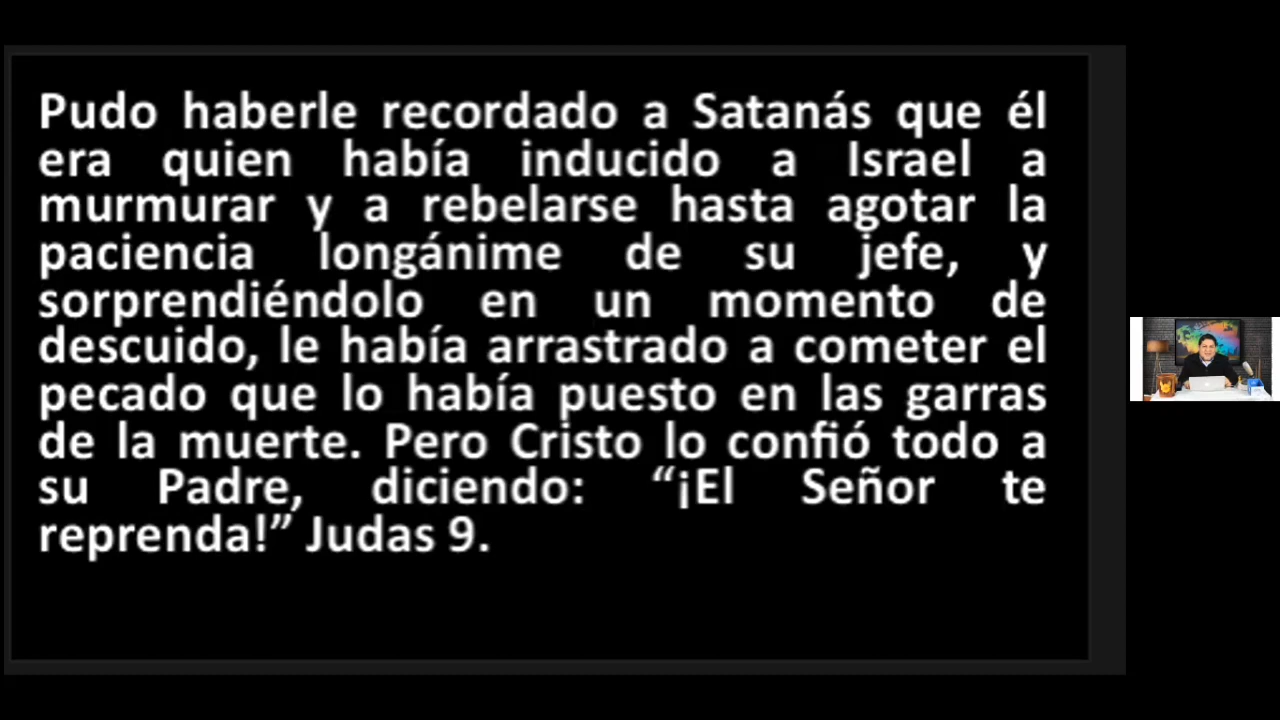 Pudo haberle recordado a Satanás que él
era quien había inducido a Israel a
murmurar y a rebelarse hasta agotar la
paciencia longánime de su jefe, y
sorprendiéndolo en un momento de
descuido, le había arrastrado a cometer el
pecado que lo había puesto en las garras
de la muerte. Pero Cristo lo confió todo a
su Padre, diciendo: “¡El Señor te
reprenda!” Judas 9.